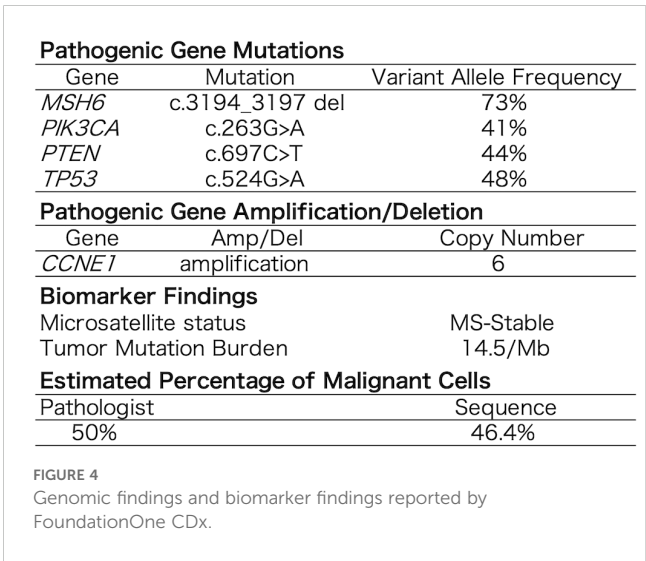 Pathogenic Gene Mutations
Gene Mutation Variant Allele Frequency
MSH6 c.3194_3197 del 73%
PIK3CA c.263G>A 41%
PTEN c.697C>T 44%
TP53 c.524G>A 48%
Pathogenic Gene Amplification/Deletion
Gene Amp/Del Copy Number
CCNE1 amplification 6
Biomarker Findings
Microsatellite status MS-Stable
Tumor Mutation Burden 14.5/Mb
Estimated Percentage of Malignant Cells
Pathologist Sequence
50% 46.4%
FIGURE 4
Genomic findings and biomarker findings reported by
FoundationOne CDx.